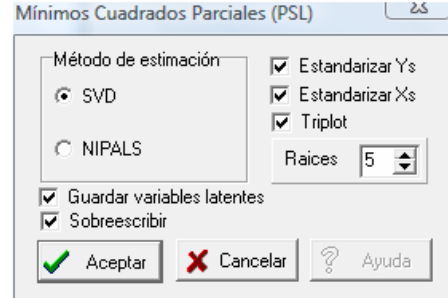 Mínimos Cuadrados Parciales (PSL)
Método de estimación
SVD
NIPALS
Estandarizar Ys
Estandarizar Xs
Triplot
Raices 5
Guardar variables latentes
Sobreescribir
Aceptar
Cancelar
Ayuda